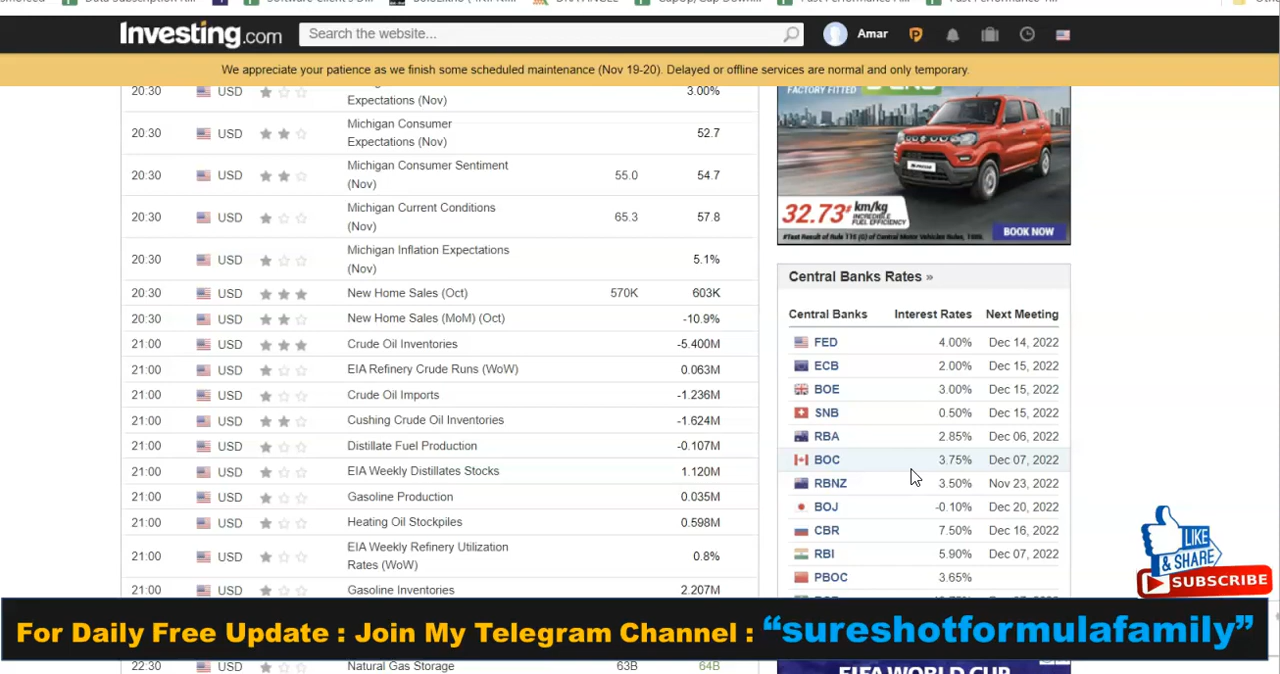 Investing.com
Search the website...
Amar
We appreciate your patience as we finish some scheduled maintenance (Nov 19-20). Delayed or offline services are normal and only temporary.
20:30 USD Expectations (Nov) 3.00%
20:30 USD Michigan Consumer Expectations (Nov) 52.7
20:30 USD Michigan Consumer Sentiment (Nov) 55.0 54.7
20:30 USD Michigan Current Conditions (Nov) 65.3 57.8
20:30 USD Michigan Inflation Expectations (Nov) 5.1%
20:30 USD New Home Sales (Oct) 570K 603K
20:30 USD New Home Sales (MoM) (Oct) -10.9%
21:00 USD Crude Oil Inventories -5.400M
21:00 USD EIA Refinery Crude Runs (WoW) 0.063M
21:00 USD Crude Oil Imports -1.236M
21:00 USD Cushing Crude Oil Inventories -1.624M
21:00 USD Distillate Fuel Production -0.107M
21:00 USD EIA Weekly Distillates Stocks 1.120M
21:00 USD Gasoline Production 0.035M
21:00 USD Heating Oil Stockpiles 0.598M
21:00 USD EIA Weekly Refinery Utilization Rates (WoW) 0.8%
21:00 USD Gasoline Inventories 2.207M
22:30 USD Natural Gas Storage 63B 64B
FACTORY FITTED
32.73# km/kg
INCREDIBLE
FUEL EFFICIENCY
BOOK NOW
Central Banks Rates »
Central Banks Interest Rates Next Meeting
FED 4.00% Dec 14, 2022
ECB 2.00% Dec 15, 2022
BOE 3.00% Dec 15, 2022
SNB 0.50% Dec 15, 2022
RBA 2.85% Dec 06, 2022
BOC 3.75% Dec 07, 2022
RBNZ 3.50% Nov 23, 2022
BOJ -0.10% Dec 20, 2022
CBR 7.50% Dec 16, 2022
RBI 5.90% Dec 07, 2022
PBOC 3.65%
LIKE
& SHARE
SUBSCRIBE
For Daily Free Update : Join My Telegram Channel : “sureshotformulafamily”
FIFA WORLD CUP